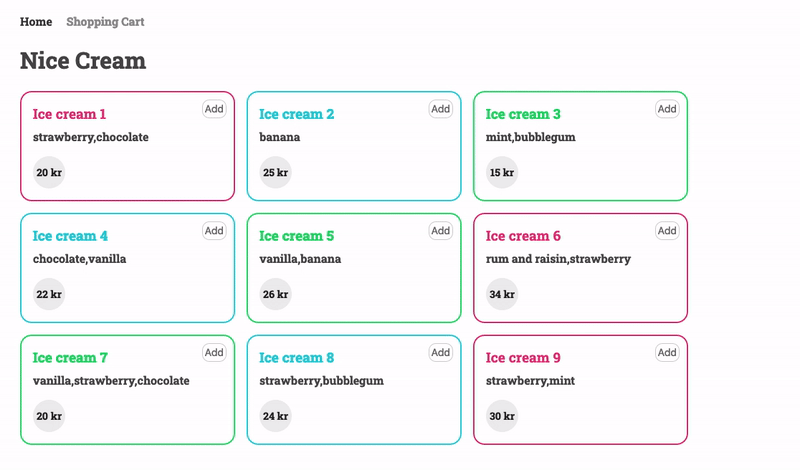 Home Shopping Cart
Nice Cream
Ice cream 1 Add
strawberry,chocolate
20 kr
Ice cream 2 Add
banana
25 kr
Ice cream 3 Add
mint,bubblegum
15 kr
Ice cream 4 Add
chocolate,vanilla
22 kr
Ice cream 5 Add
vanilla,banana
26 kr
Ice cream 6 Add
rum and raisin,strawberry
34 kr
Ice cream 7 Add
vanilla,strawberry,chocolate
20 kr
Ice cream 8 Add
strawberry,bubblegum
24 kr
Ice cream 9 Add
strawberry,mint
30 kr